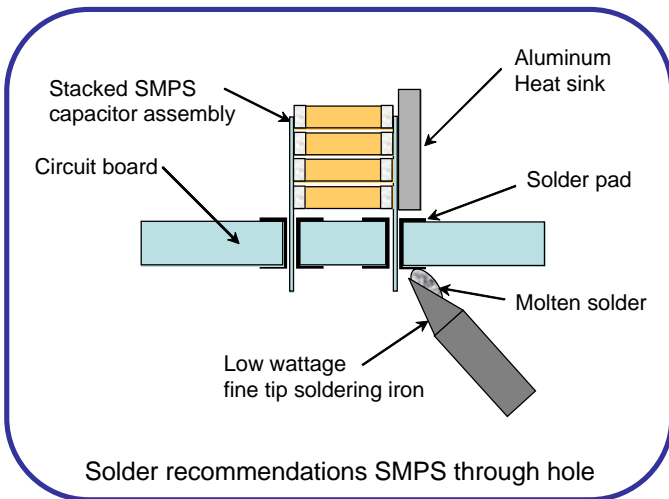 Aluminum
Heat sink
Stacked SMPS
capacitor assembly
Circuit board
Solder pad
Molten solder
Low wattage
fine tip soldering iron
Solder recommendations SMPS through hole